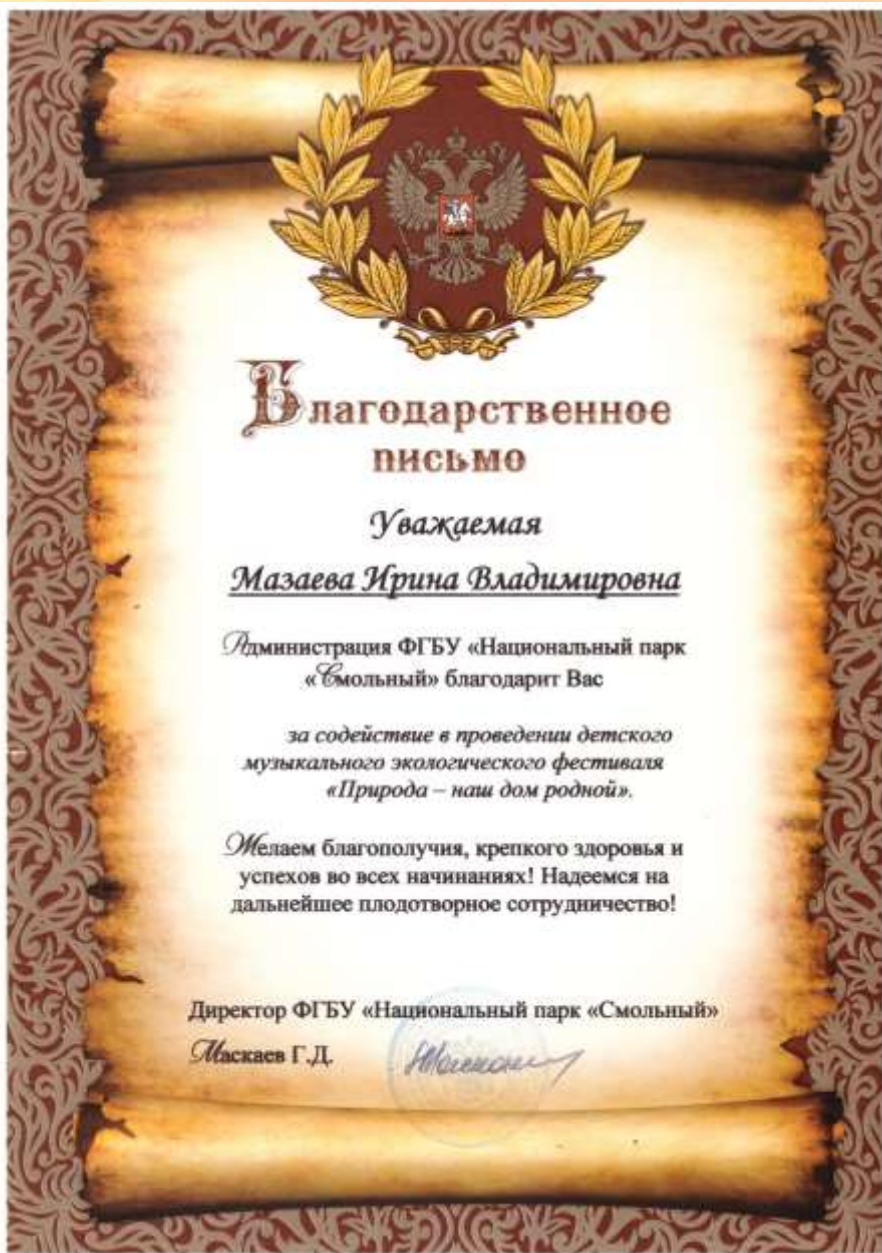 Благодарственное
письмо
Уважаемая
Мазаева Ирина Владимировна
Администрация ФГБУ «Национальный парк
«Смольный» благодарит Вас
за содействие в проведении детского
музыкального экологического фестиваля
«Природа – наш дом родной».
Желаем благополучия, крепкого здоровья и
успехов во всех начинаниях! Надеемся на
дальнейшее плодотворное сотрудничество!
Директор ФГБУ «Национальный парк «Смольный»
Маскаев Г.Д.